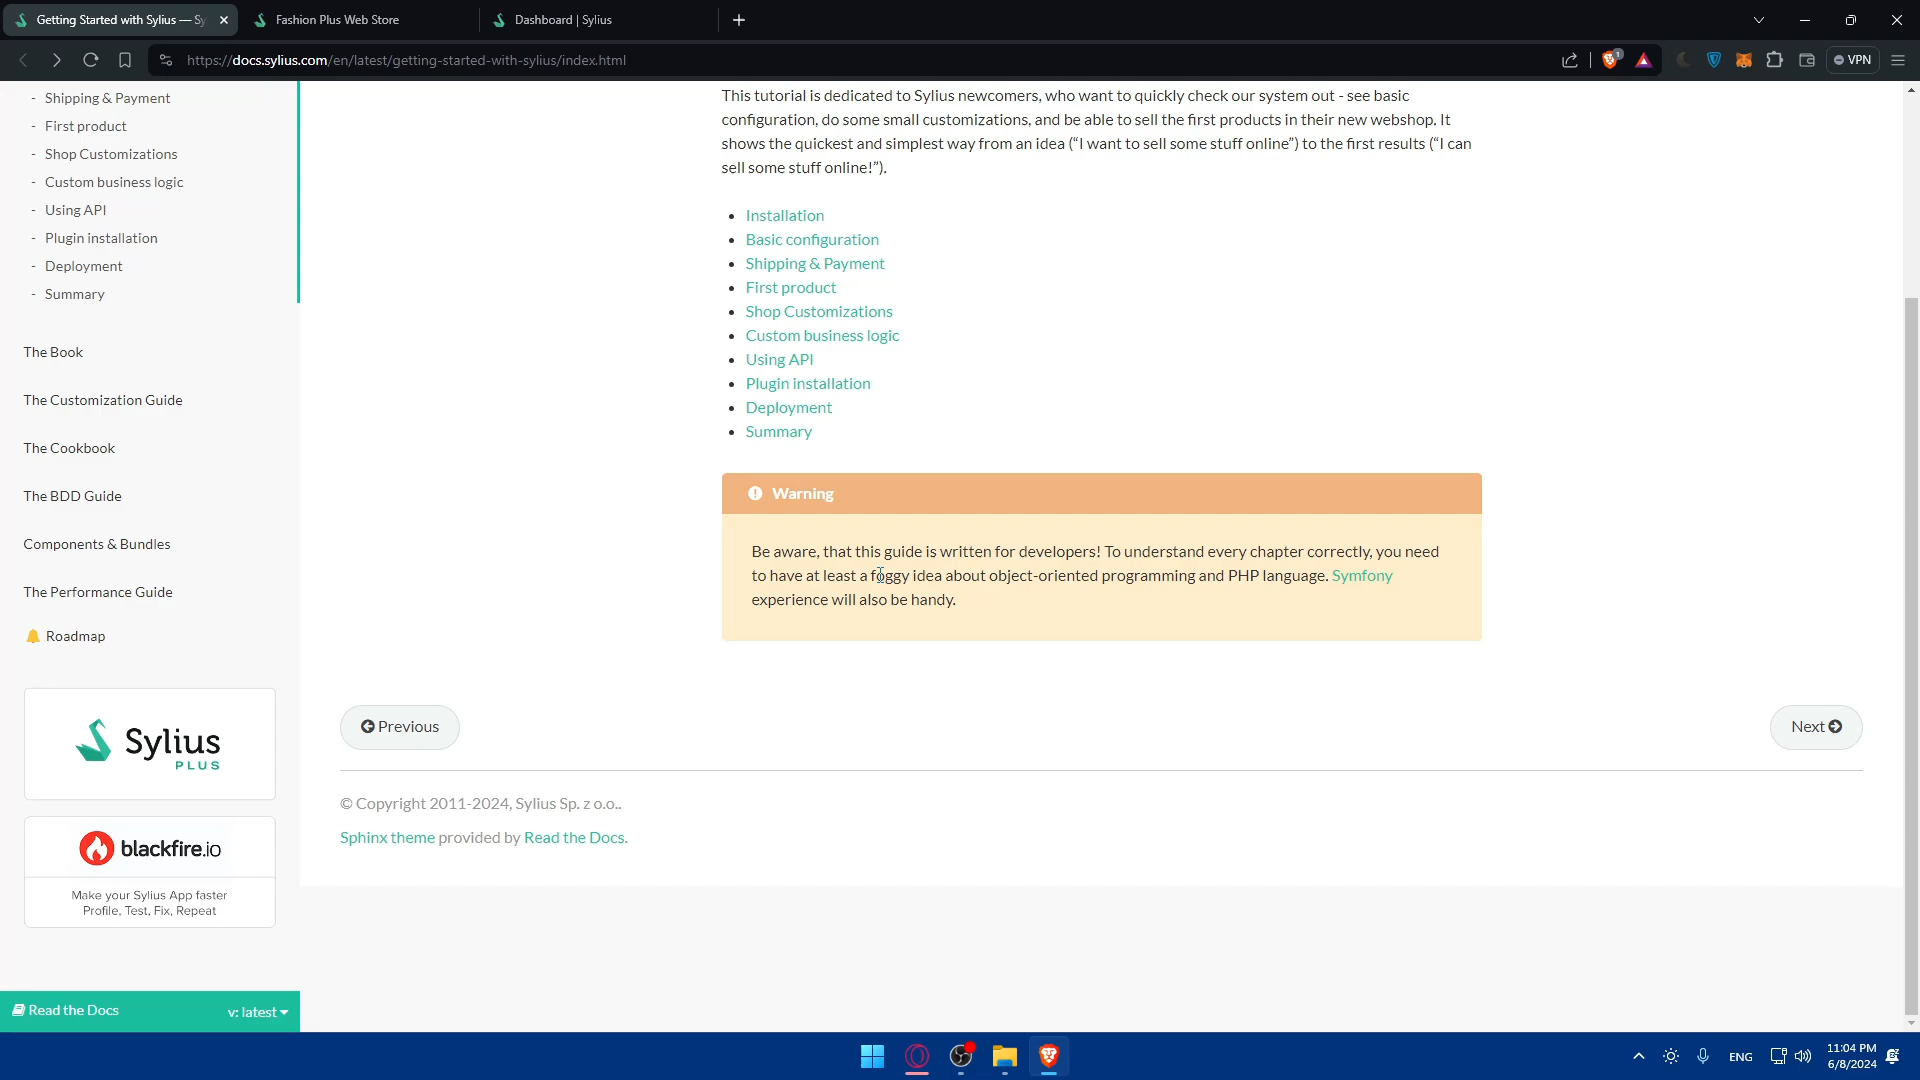 Getting Started with Sylius — Sy
Fashion Plus Web Store
Dashboard | Sylius
https://docs.sylius.com/en/latest/getting-started-with-sylius/index.html
1
VPN
- Shipping & Payment
- First product
- Shop Customizations
- Custom business logic
- Using API
- Plugin installation
- Deployment
- Summary
The Book
The Customization Guide
The Cookbook
The BDD Guide
Components & Bundles
The Performance Guide
Roadmap
Sylius
PLUS
blackfire.io
Make your Sylius App faster
Profile, Test, Fix, Repeat
Read the Docs
v: latest
This tutorial is dedicated to Sylius newcomers, who want to quickly check our system out - see basic
configuration, do some small customizations, and be able to sell the first products in their new webshop. It
shows the quickest and simplest way from an idea (“I want to sell some stuff online”) to the first results (“I can
sell some stuff online!”).
• Installation
• Basic configuration
• Shipping & Payment
• First product
• Shop Customizations
• Custom business logic
• Using API
• Plugin installation
• Deployment
• Summary
Warning
Be aware, that this guide is written for developers! To understand every chapter correctly, you need
to have at least a foggy idea about object-oriented programming and PHP language. Symfony
experience will also be handy.
Previous
Next
© Copyright 2011-2024, Sylius Sp. z o.o..
Sphinx theme provided by Read the Docs.
ENG
11:04 PM
6/8/2024